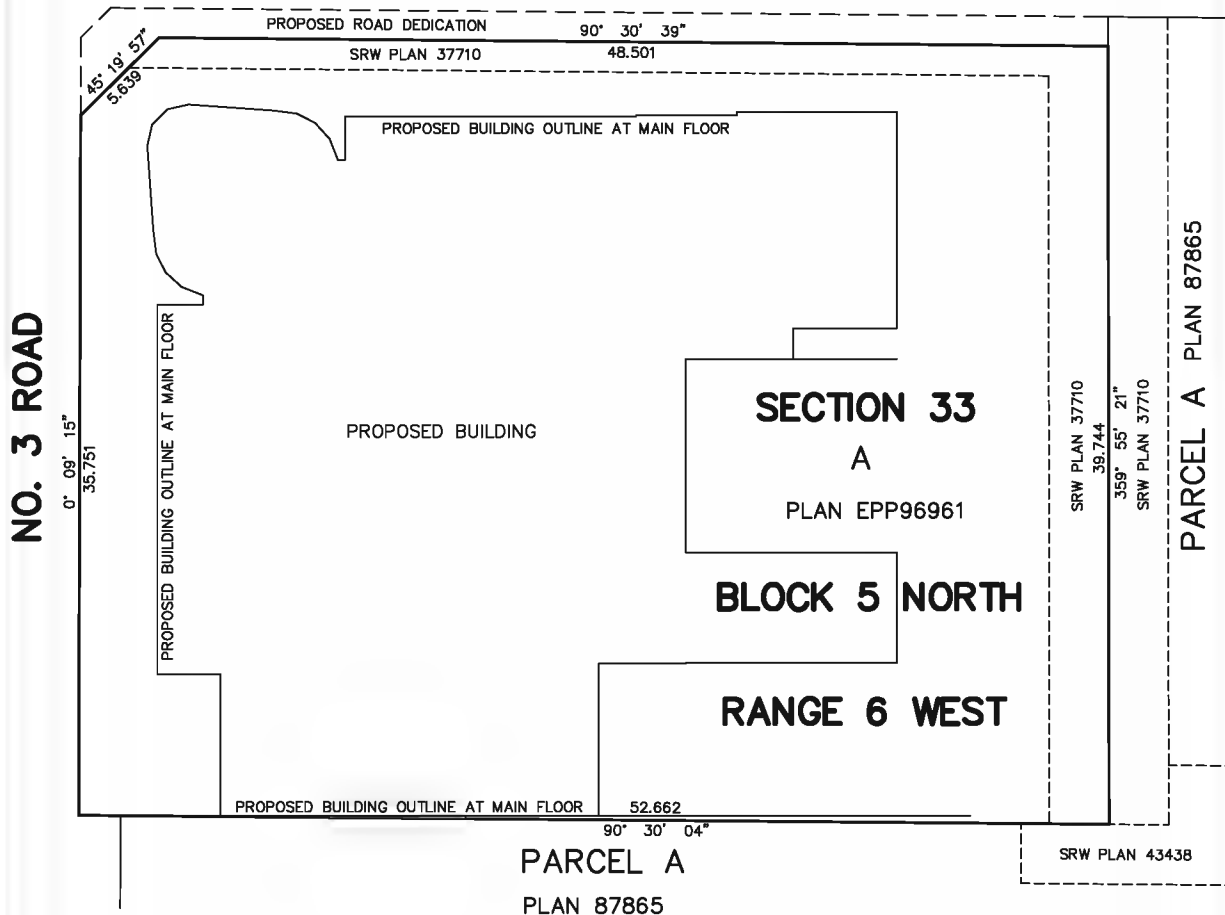 PROPOSED ROAD DEDICATION
90° 30' 39"
SRW PLAN 37710
48.501
45° 19' 57"
5.639
PROPOSED BUILDING OUTLINE AT MAIN FLOOR
NO. 3 ROAD
0° 09' 15"
35.751
PROPOSED BUILDING OUTLINE AT MAIN FLOOR
PROPOSED BUILDING
SECTION 33
A
PLAN EPP96961
BLOCK 5 NORTH
RANGE 6 WEST
SRW PLAN 37710
39.744
359° 55' 21"
SRW PLAN 37710
PARCEL A PLAN 87865
PROPOSED BUILDING OUTLINE AT MAIN FLOOR
52.662
90° 30' 04"
PARCEL A
PLAN 87865
SRW PLAN 43438